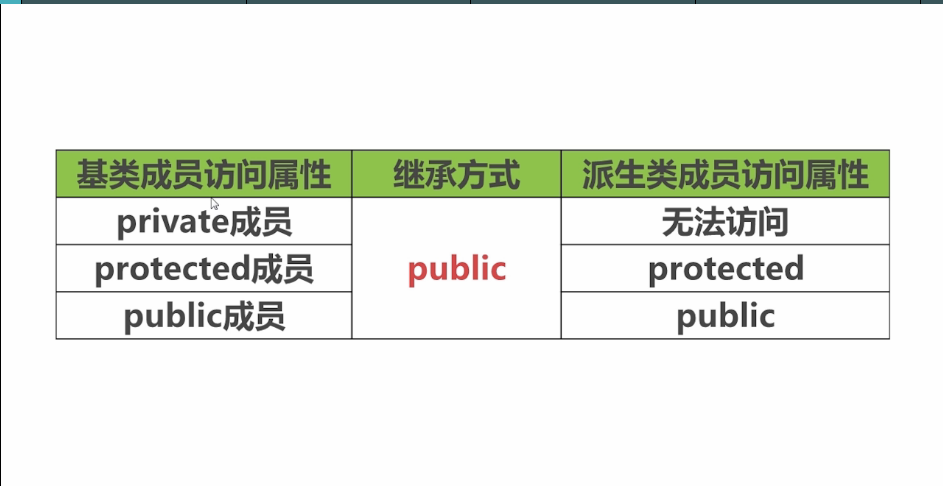 基类成员访问属性 继承方式 派生类成员访问属性
private成员 无法访问
protected成员 public protected
public成员 public